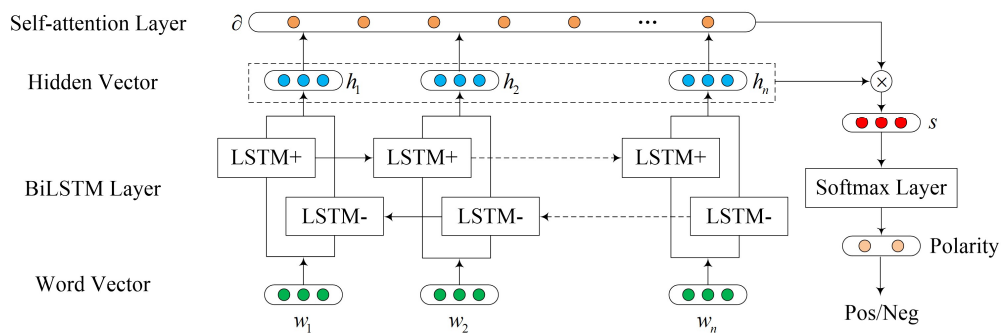 Self-attention Layer ∂ ...
Hidden Vector h1 h2 hn ×
s
LSTM+ LSTM+ LSTM+
BiLSTM Layer Softmax Layer
LSTM- LSTM- LSTM-
Polarity
Word Vector
Pos/Neg
w1 w2 wn